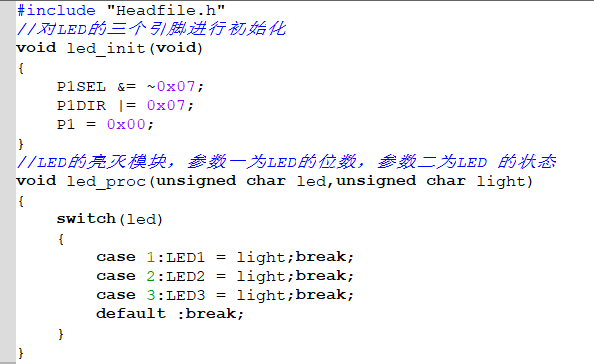 #include "Headfile.h"
//对LED的三个引脚进行初始化
void led_init(void)
{
    P1SEL &= ~0x07;
    P1DIR |= 0x07;
    P1 = 0x00;
}
//LED的亮灭模块，参数一为LED的位数，参数二为LED 的状态
void led_proc(unsigned char led,unsigned char light)
{
    switch(led)
    {
        case 1:LED1 = light;break;
        case 2:LED2 = light;break;
        case 3:LED3 = light;break;
        default :break;
    }
}